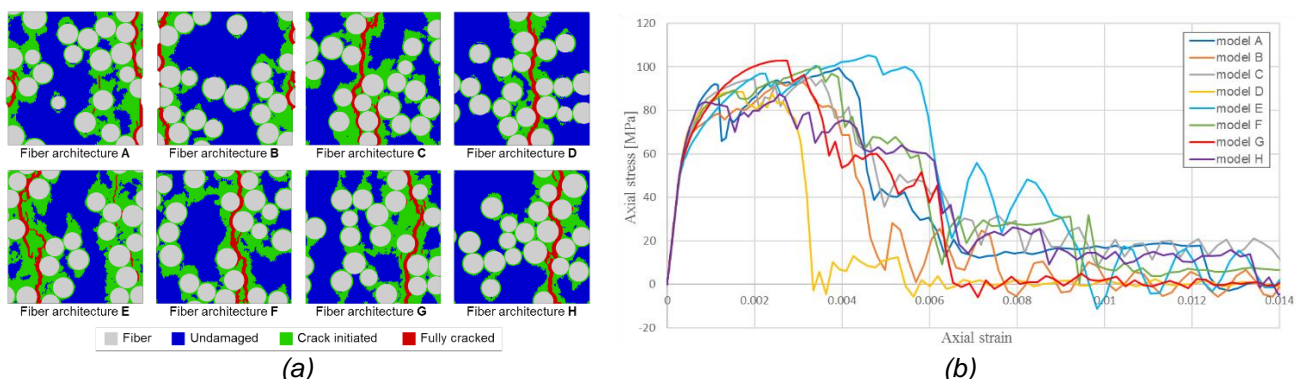 Fiber architecture A
Fiber architecture B
Fiber architecture C
Fiber architecture D
Fiber architecture E
Fiber architecture F
Fiber architecture G
Fiber architecture H
Fiber
Undamaged
Crack initiated
Fully cracked
(a)
120
100
80
60
40
20
0
-20
Axial stress [MPa]
0
0.002
0.004
0.006
0.008
0.01
0.012
0.014
Axial strain
model A
model B
model C
model D
model E
model F
model G
model H
(b)